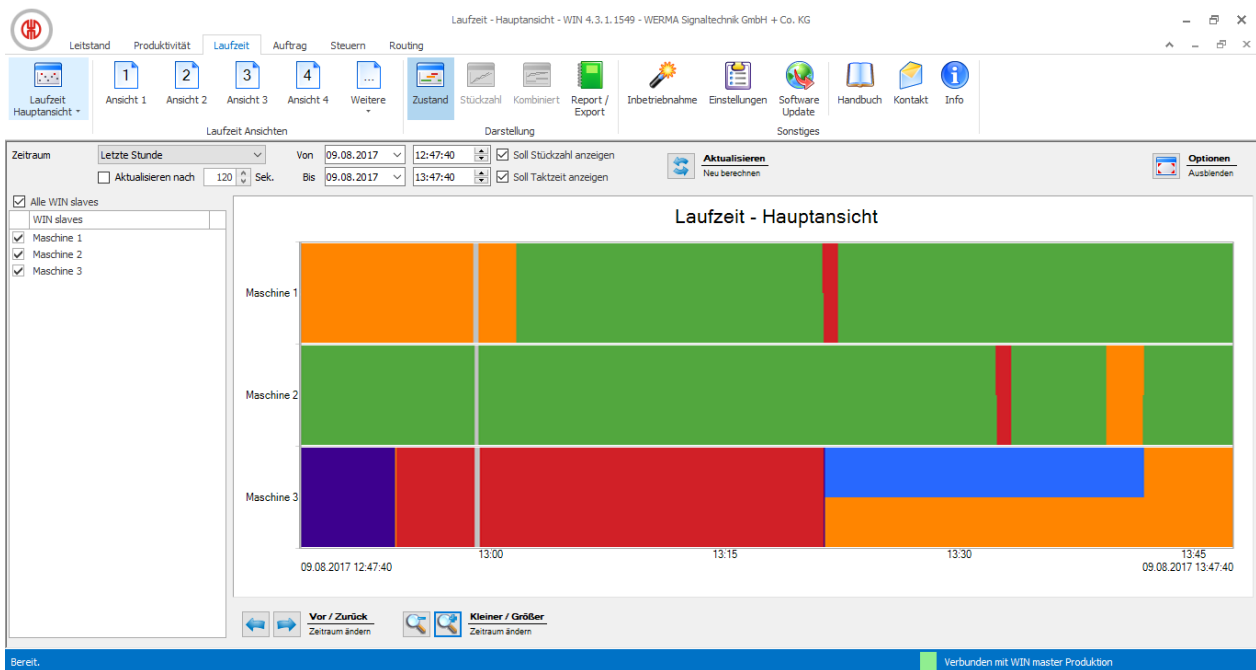 Laufzeit - Hauptansicht - WIN 4.3.1.1549 - WERMA Signaltechnik GmbH + Co. KG
Leitstand Produktivität Laufzeit Auftrag Steuern Routing
1 2 3 4 ...
Laufzeit Hauptansicht Ansicht 1 Ansicht 2 Ansicht 3 Ansicht 4 Weitere Zustand Stückzahl Kombiniert Report / Export Inbetriebnahme Einstellungen Software Update Handbuch Kontakt Info
Laufzeit Ansichten Darstellung Sonstiges
Zeitraum Letzte Stunde Von 09.08.2017 12:47:40 Soll Stückzahl anzeigen Aktualisieren Neu berechnen Optionen Ausblenden
Aktualisieren nach 120 Sek. Bis 09.08.2017 13:47:40 Soll Taktzeit anzeigen
Alle WIN slaves
WIN slaves
Maschine 1
Maschine 2
Maschine 3
Laufzeit - Hauptansicht
Maschine 1
Maschine 2
Maschine 3
13:00 13:15 13:30 13:45
09.08.2017 12:47:40 09.08.2017 13:47:40
Vor / Zurück Kleiner / Größer
Zeitraum ändern Zeitraum ändern
Bereit. Verbunden mit WIN master Produktion